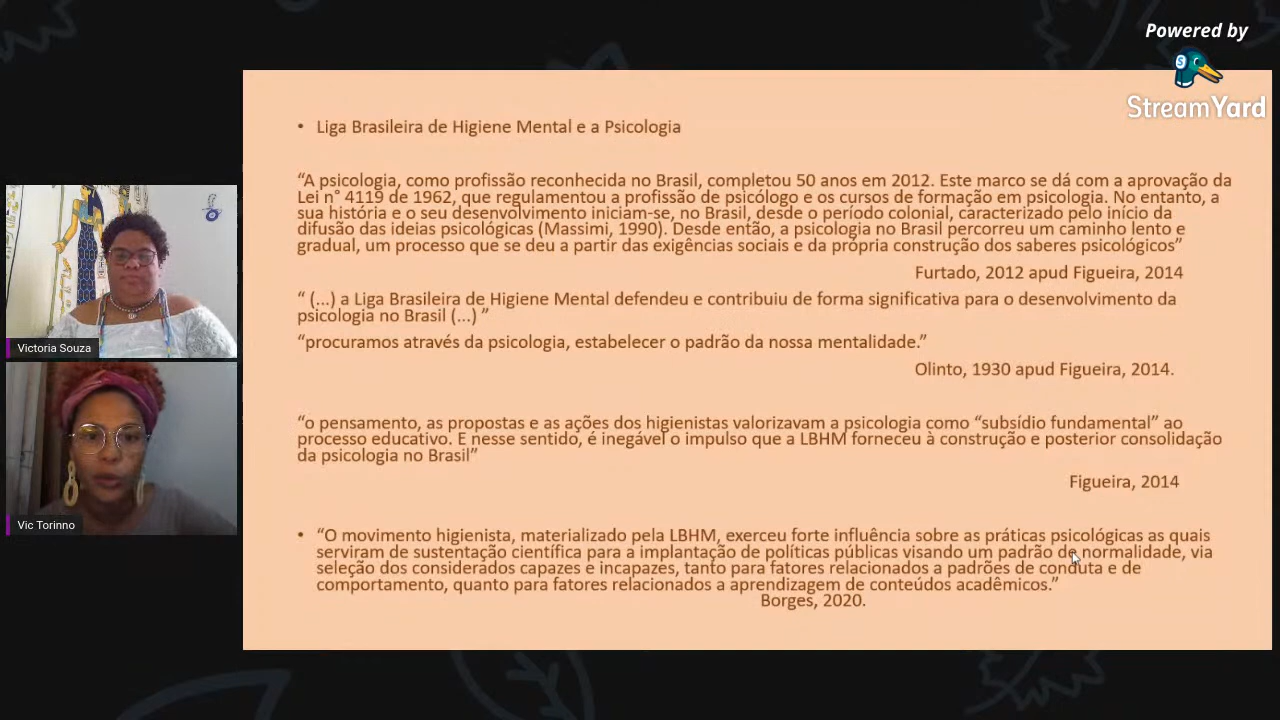 Powered by
StreamYard
• Liga Brasileira de Higiene Mental e a Psicologia
“A psicologia, como profissão reconhecida no Brasil, completou 50 anos em 2012. Este marco se dá com a aprovação da
Lei n° 4119 de 1962, que regulamentou a profissão de psicólogo e os cursos de formação em psicologia. No entanto, a
sua história e o seu desenvolvimento iniciam-se, no Brasil, desde o período colonial, caracterizado pelo início da
difusão das ideias psicológicas (Massimi, 1990). Desde então, a psicologia no Brasil percorreu um caminho lento e
gradual, um processo que se deu a partir das exigências sociais e da própria construção dos saberes psicológicos”
Furtado, 2012 apud Figueira, 2014
“ (...) a Liga Brasileira de Higiene Mental defendeu e contribuiu de forma significativa para o desenvolvimento da
psicologia no Brasil (...) ”
“procuramos através da psicologia, estabelecer o padrão da nossa mentalidade.”
Olinto, 1930 apud Figueira, 2014.
“o pensamento, as propostas e as ações dos higienistas valorizavam a psicologia como “subsídio fundamental” ao
processo educativo. E nesse sentido, é inegável o impulso que a LBHM forneceu à construção e posterior consolidação
da psicologia no Brasil”
Figueira, 2014
• “O movimento higienista, materializado pela LBHM, exerceu forte influência sobre as práticas psicológicas as quais
serviram de sustentação científica para a implantação de políticas públicas visando um padrão de normalidade, via
seleção dos considerados capazes e incapazes, tanto para fatores relacionados a padrões de conduta e de
comportamento, quanto para fatores relacionados a aprendizagem de conteúdos acadêmicos.”
Borges, 2020.
Victoria Souza
Vic Torinno